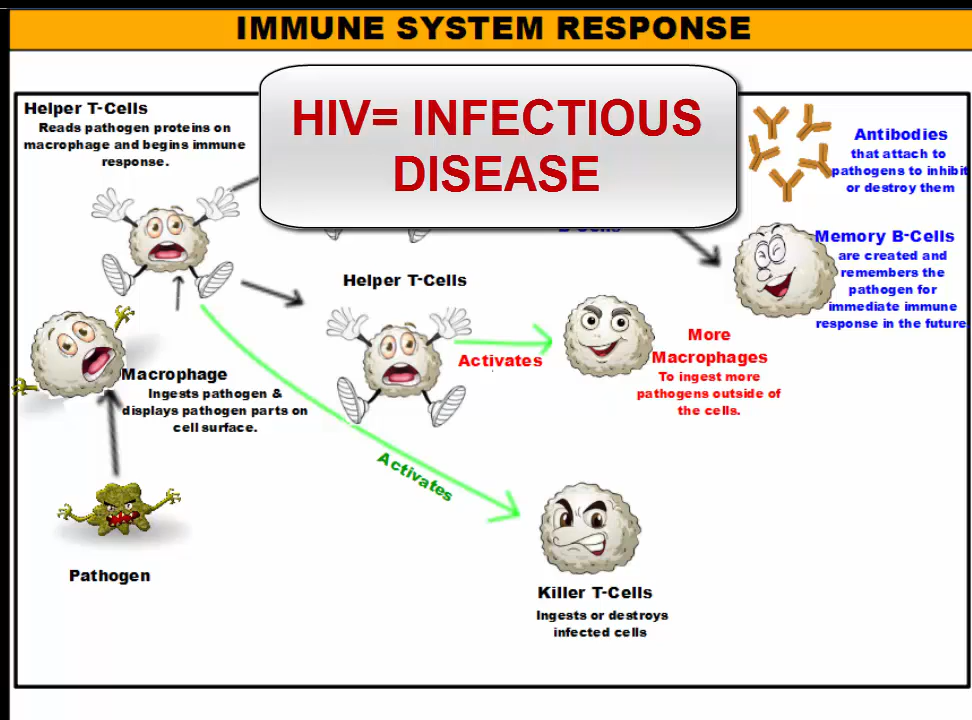 IMMUNE SYSTEM RESPONSE
HIV= INFECTIOUS
DISEASE
Helper T-Cells
Reads pathogen proteins on
macrophage and begins immune
response.
Antibodies
that attach to
pathogens to inhibit
or destroy them
B-Cells
Memory B-Cells
are created and
remembers the
pathogen for
immediate immune
response in the future
Helper T-Cells
Activates
More
Macrophages
To ingest more
pathogens outside of
the cells.
Macrophage
Ingests pathogen &
displays pathogen parts on
cell surface.
Activates
Pathogen
Killer T-Cells
Ingests or destroys
infected cells